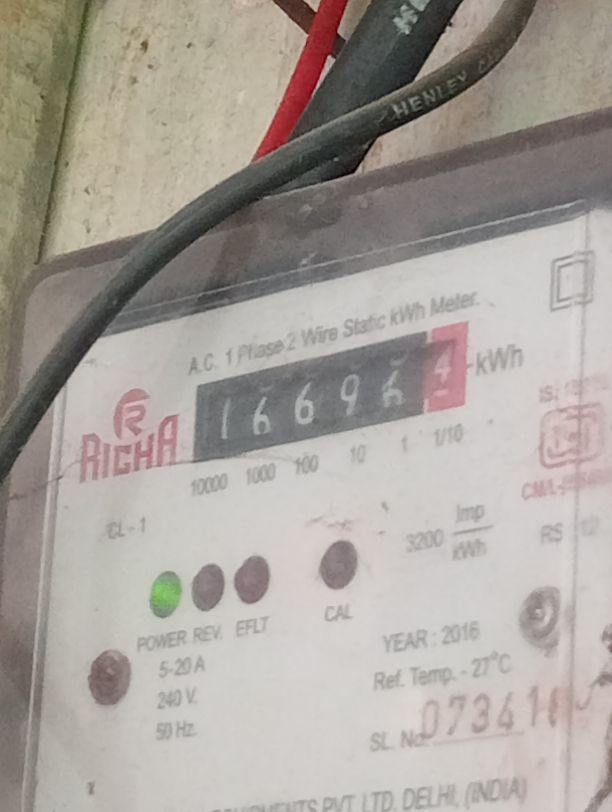 HENLEY
A.C. 1 Phase 2 Wire Static kWh Meter.
166964 kWh
RICHA
10000 1000 100 10 1 1/10
CL-1
3200 Imp/kWh
RS
POWER REV. EFLT
CAL
5-20 A
240 V.
50 Hz.
YEAR : 2016
Ref. Temp. - 27°C
SL. No. 07341
PVT. LTD. DELHI. (INDIA)